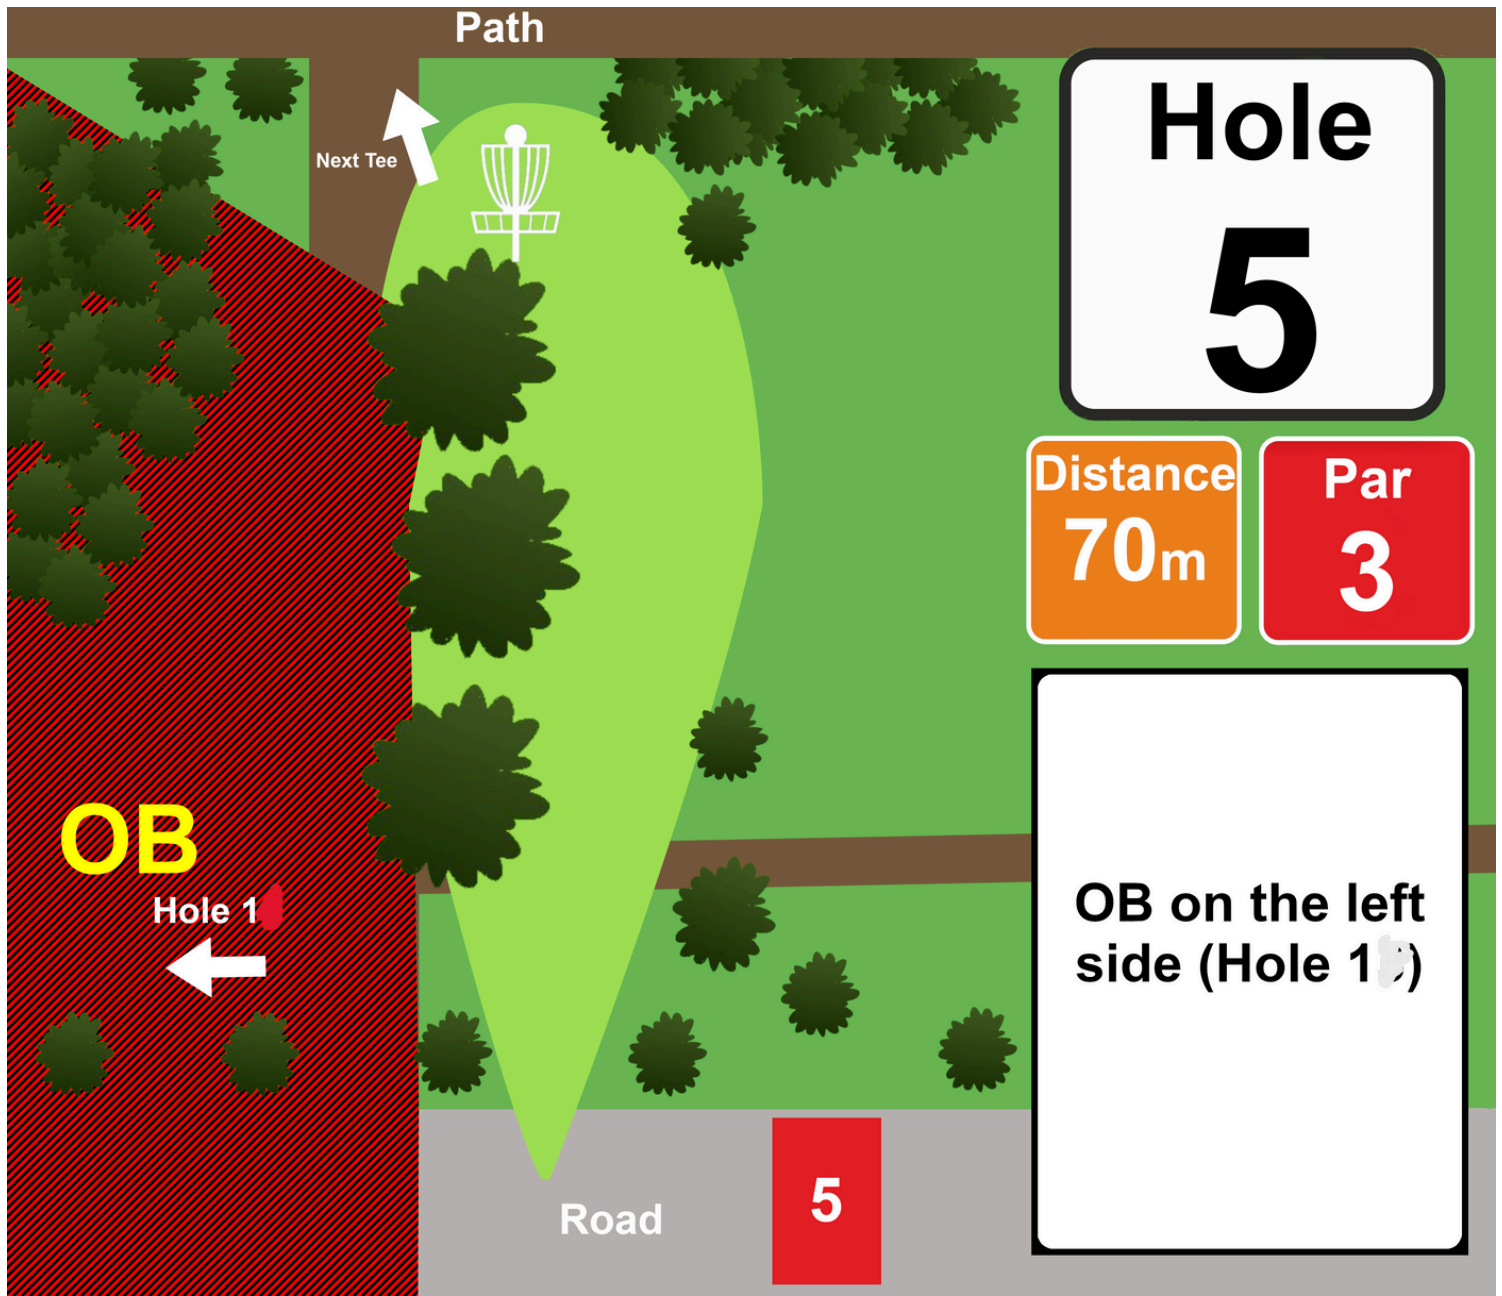 Path
Hole
5
Next Tee
Distance
70m
Par
3
OB
Hole 1
OB on the left
side (Hole 1 )
5
Road